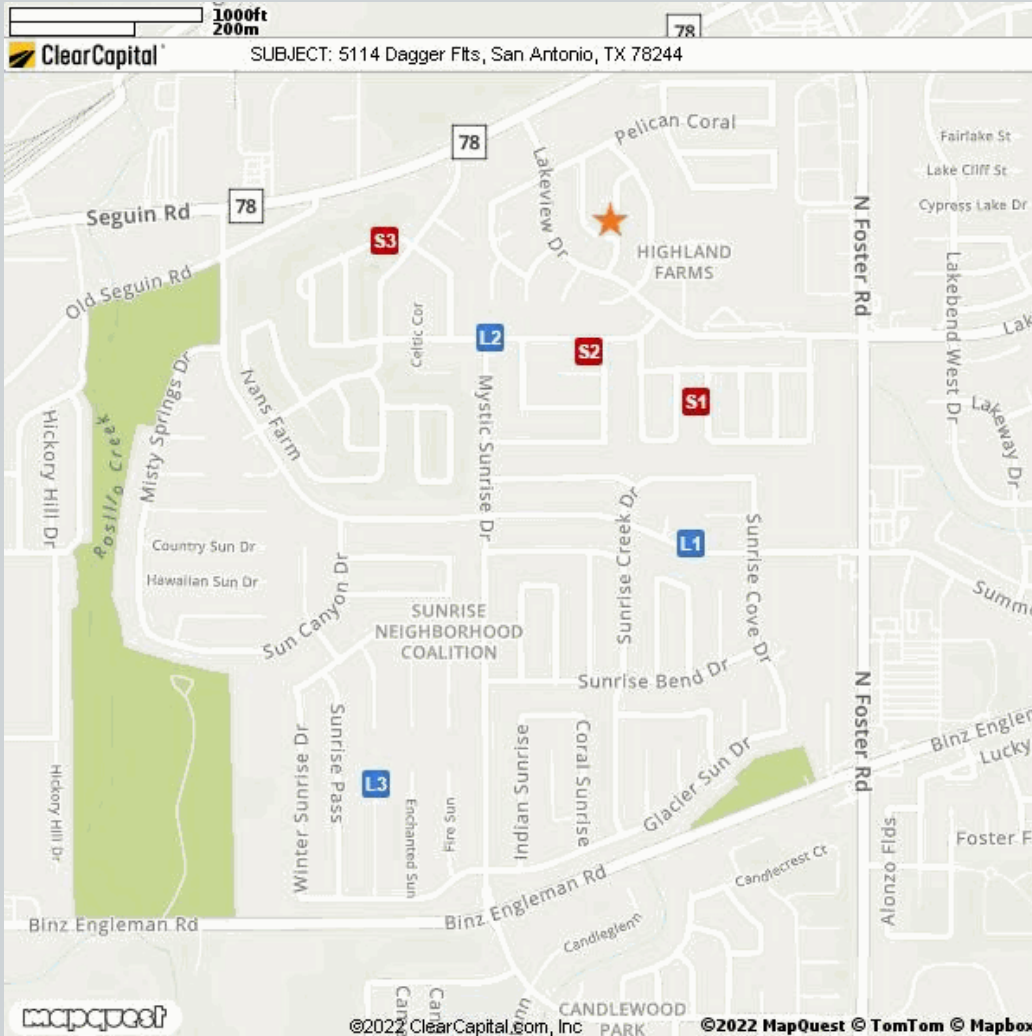 1000ft
200m
78
ClearCapital
SUBJECT: 5114 Dagger Flts, San Antonio, TX 78244
Pelican Coral
78
Lakeview Dr
Fairlake St
Lake Cliff St
Cypress Lake Dr
Seguin Rd
78
S3
HIGHLAND
FARMS
N Foster Rd
Lakebend West Dr
Old Seguin Rd
Celtic Cor
L2
S2
Lak
Misty Springs Dr
Ivans Farm
Mystic Sunrise Dr
S1
Lakeway Dr
Hickory Hill Dr
Rosillo Creek
Sunrise Creek Dr
Sunrise Cove Dr
L1
Country Sun Dr
Hawaiian Sun Dr
Sun Canyon Dr
SUNRISE
NEIGHBORHOOD
COALITION
Summ
Sunrise Bend Dr
N Foster Rd
Winter Sunrise Dr
Sunrise Pass
Indian Sunrise
Coral Sunrise
Glacier Sun Dr
Binz Engler
Lucky
Hickory Hill Dr
L3
Enchanted Sun
Fire Sun
Alonzo Flds
Foster F
Candlecrest Ct
Binz Engleman Rd
Binz Engleman Rd
Candleglenn
Can
Can
nn
CANDLEWOOD
PARK
mapquest
©2022 ClearCapital.com, Inc
©2022 MapQuest © TomTom © Mapbox